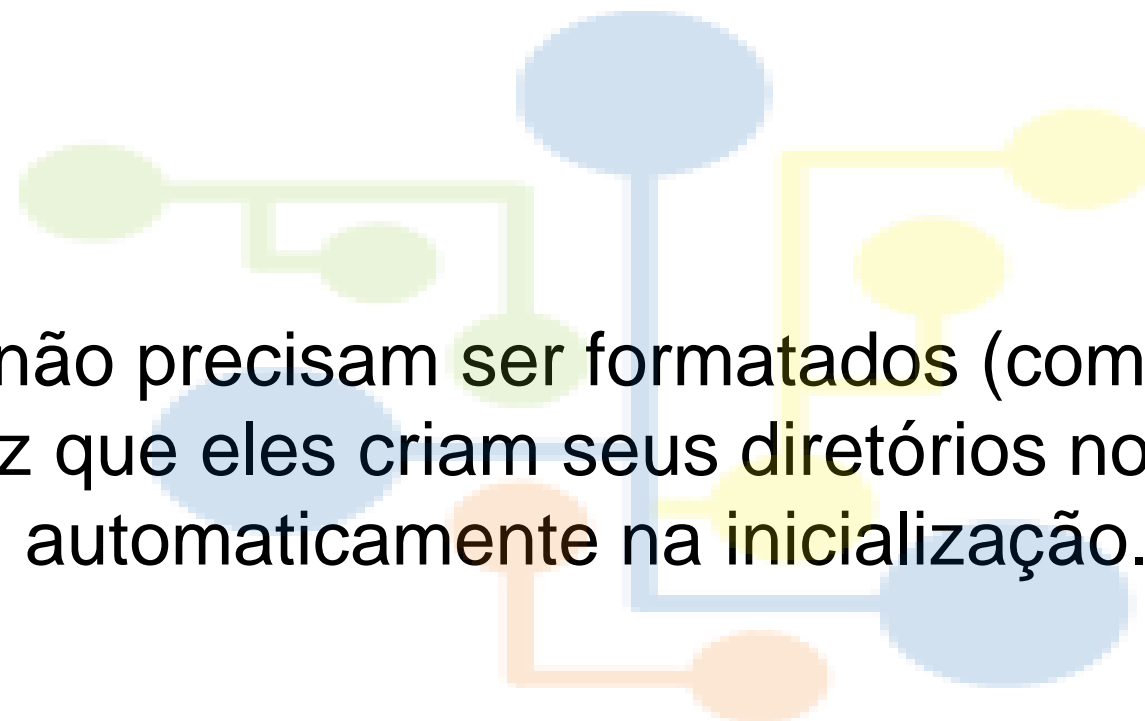 não precisam ser formatados (com
z que eles criam seus diretórios no
automaticamente na inicialização.